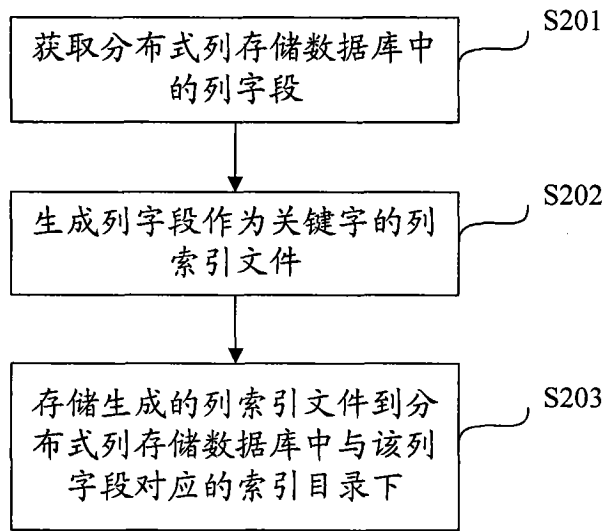 S201
获取分布式列存储数据库中
的列字段
S202
生成列字段作为关键字的列
索引文件
S203
存储生成的列索引文件到分
布式列存储数据库中与该列
字段对应的索引目录下